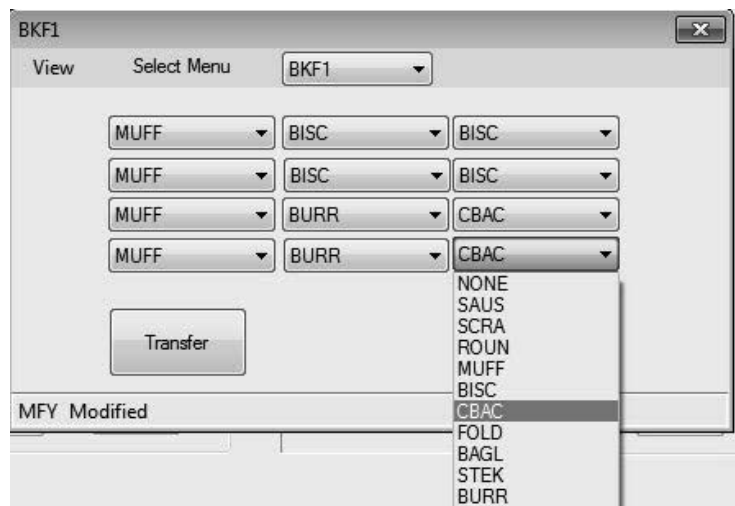 BKF1
View Select Menu BKF1
MUFF BISC BISC
MUFF BISC BISC
MUFF BURR CBAC
MUFF BURR CBAC
NONE
SAUS
SCRA
ROUN
MUFF
BISC
CBAC
FOLD
BAGL
STEK
BURR
Transfer
MFY Modified